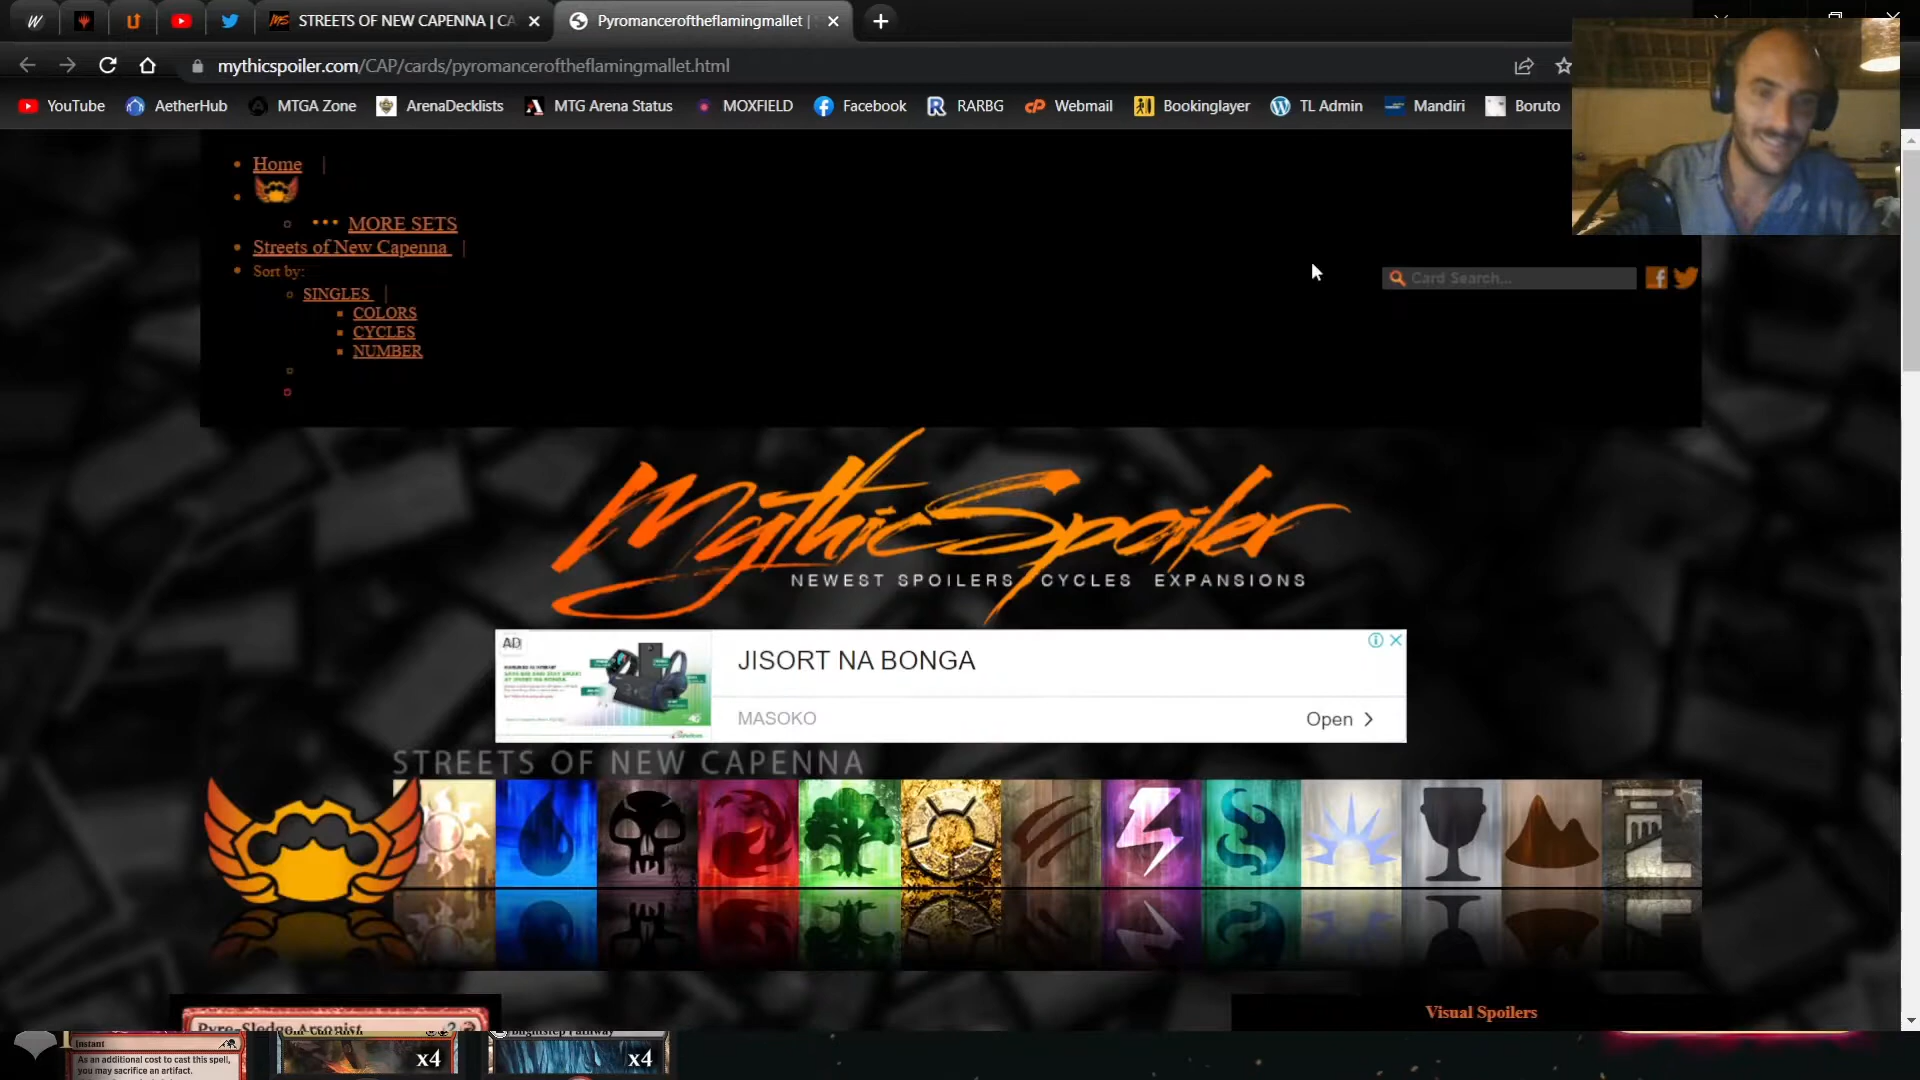 STREETS OF NEW CAPENNA | CA
Pyromanceroftheflamingmallet |
mythicspoiler.com/CAP/cards/pyromanceroftheflamingmallet.html
YouTube AetherHub MTGA Zone ArenaDecklists MTG Arena Status MOXFIELD Facebook RARBG Webmail Bookinglayer TL Admin Mandiri Boruto
Home |
••• MORE SETS
Streets of New Capenna |
Sort by:
SINGLES |
COLORS
CYCLES
NUMBER
Card Search...
MythicSpoiler
NEWEST SPOILERS CYCLES EXPANSIONS
AD
JISORT NA BONGA
MASOKO
Open
STREETS OF NEW CAPENNA
Visual Spoilers
Pyre-Sledge Arsonist
Instant
As an additional cost to cast this spell,
you may sacrifice an artifact.
x4
x4